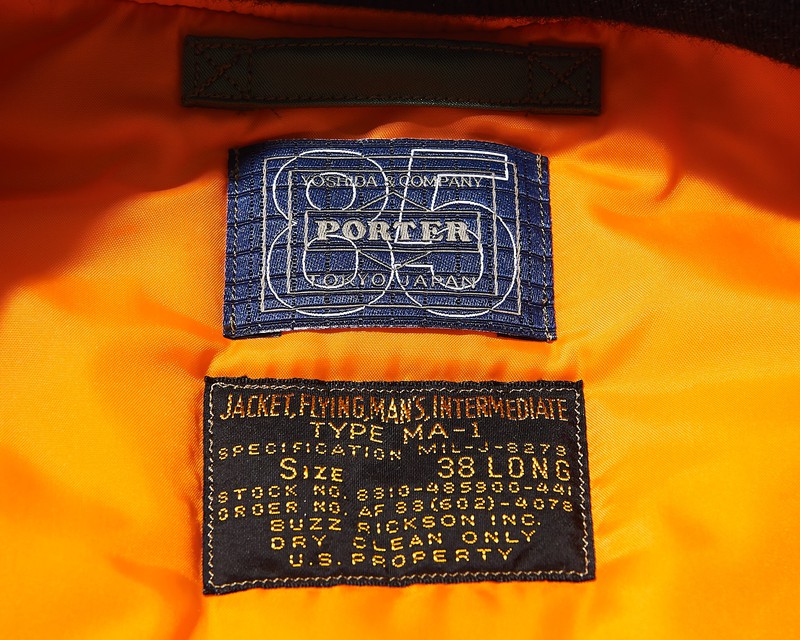 85
YOSHIDA & COMPANY
PORTER
TOKYO JAPAN
JACKET, FLYING, MAN'S, INTERMEDIATE
TYPE MA-1
SPECIFICATION MIL-J-8279
SIZE 38 LONG
STOCK NO. 8310-485300-441
ORDER NO. AF 33(602)-4078
BUZZ RICKSON INC.
DRY CLEAN ONLY
U.S. PROPERTY